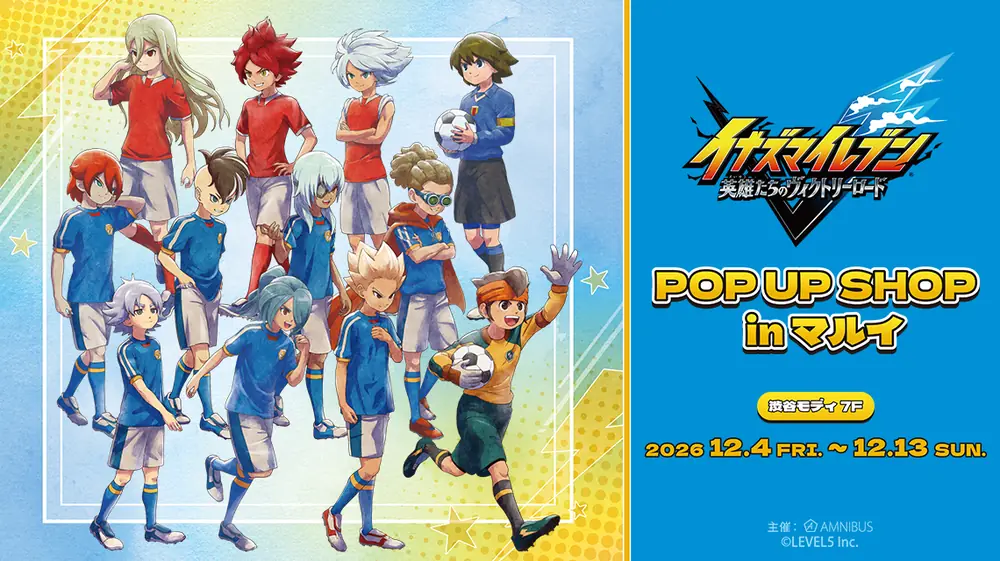 イナズマイレブン
英雄たちのヴィクトリーロード
POP UP SHOP
in マルイ
渋谷モディ 7F
2026 12.4 FRI. ~ 12.13 SUN.
主催： AMNIBUS
©LEVEL5 Inc.